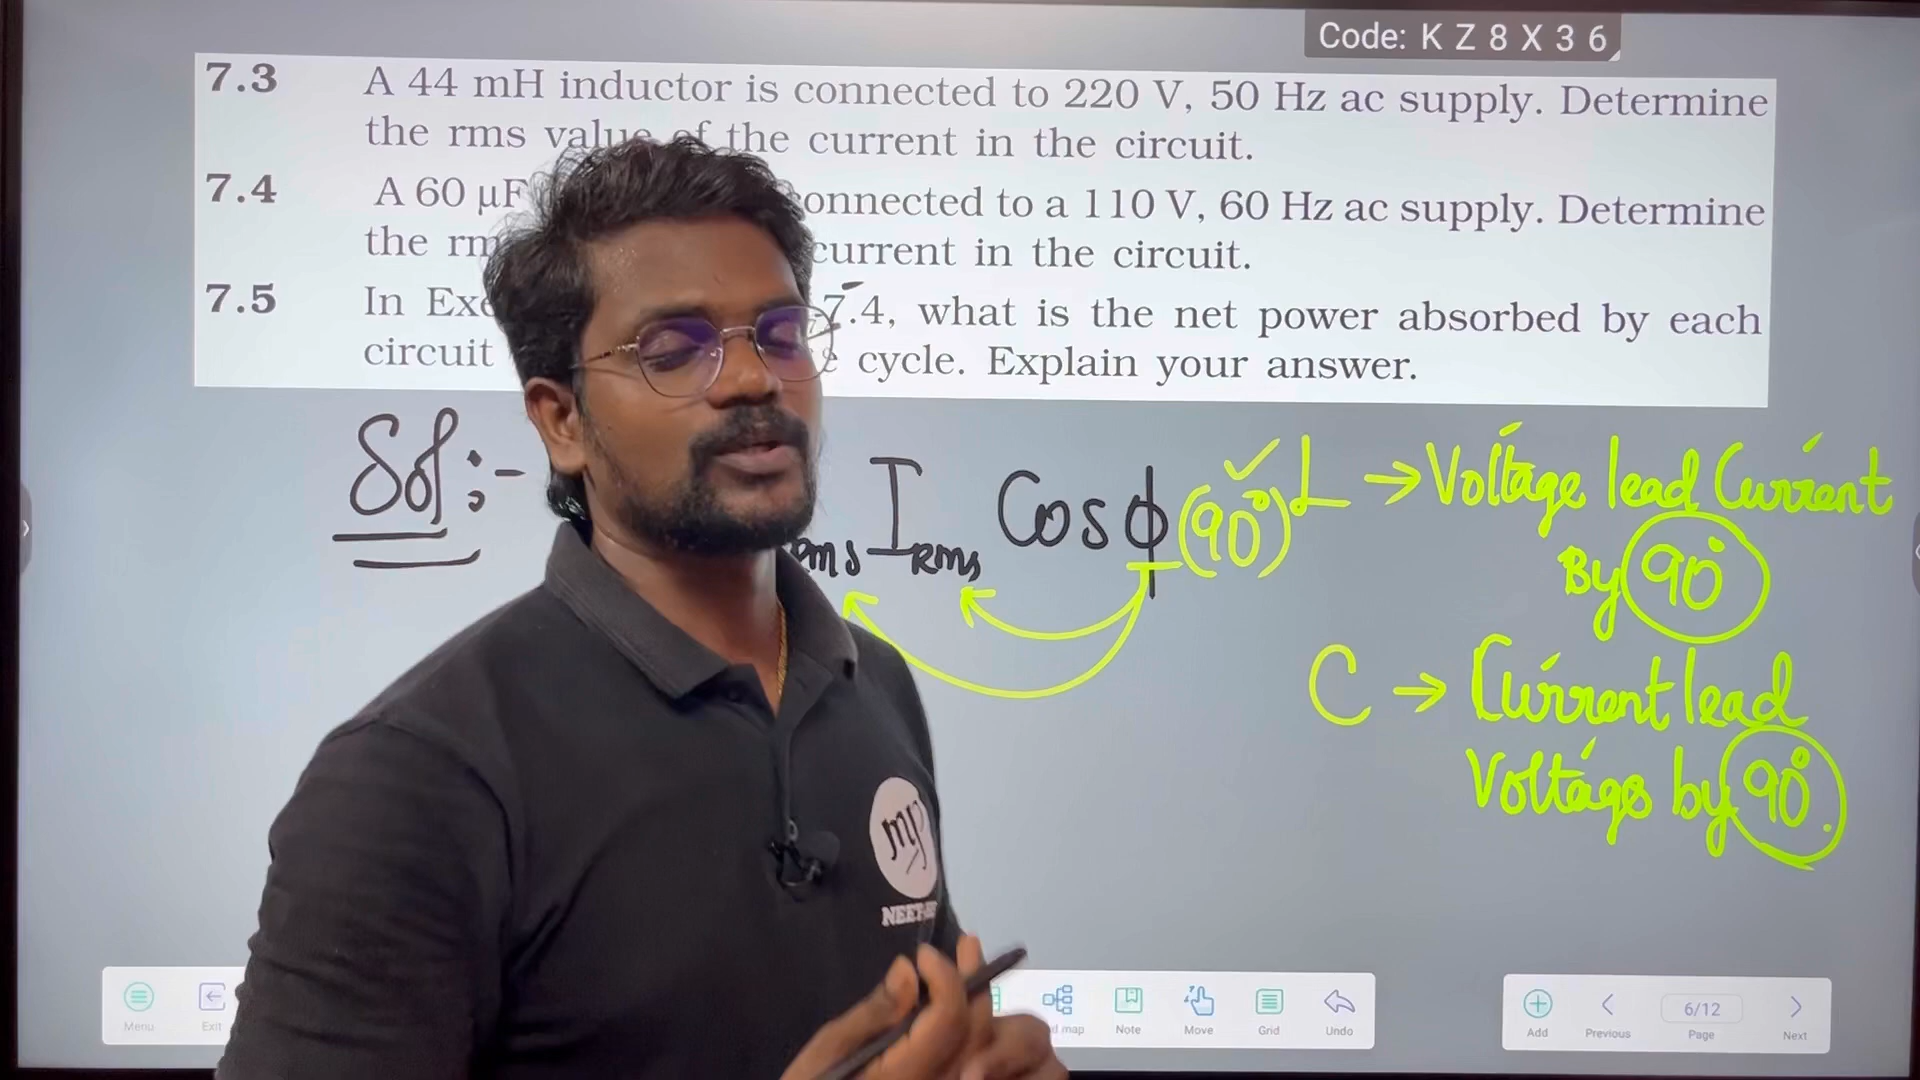 Code: K Z 8 X 3 6
7.3 A 44 mH inductor is connected to 220 V, 50 Hz ac supply. Determine
the rms value of the current in the circuit.
7.4 A 60 μF onnected to a 110 V, 60 Hz ac supply. Determine
the rm current in the circuit.
7.5 In Exe 7.4, what is the net power absorbed by each
circuit e cycle. Explain your answer.
Sol:-
rms I Rms Cos ϕ (90°)
L → Voltage lead Current
By 90°
C → Current lead
Voltage by 90°.
mp
NEET
Menu Exit d map Note Move Grid Undo
Add Previous 6/12 Page Next